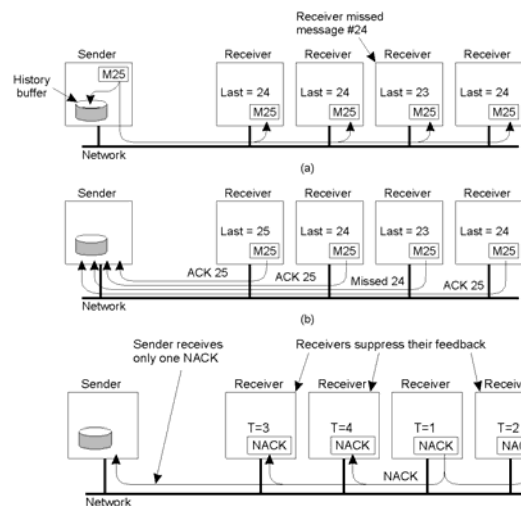 Receiver missed
message #24
Sender
Receiver
Receiver
Receiver
Receiver
History
buffer
M25
Last = 24
Last = 24
Last = 23
Last = 24
M25
M25
M25
M25
Network
(a)
Sender
Receiver
Receiver
Receiver
Receiver
Last = 25
Last = 24
Last = 23
Last = 24
M25
M25
M25
M25
ACK 25
ACK 25
Missed 24
ACK 25
Network
(b)
Sender receives
only one NACK
Receivers suppress their feedback
Sender
Receiver
Receiver
Receiver
Receive
T=3
T=4
T=1
T=2
NACK
NACK
NACK
NAC
NACK
Network